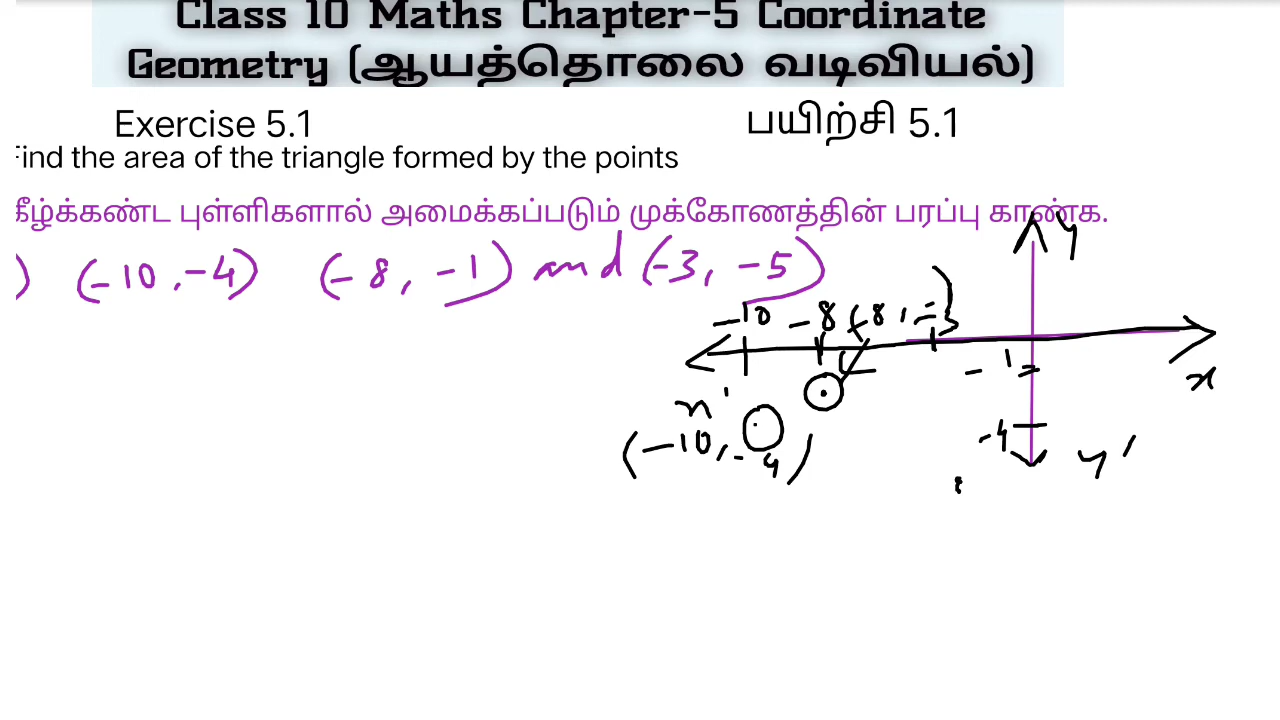 Class 10 Maths Chapter-5 Coordinate
Geometry (ஆயத்தொலை வடிவியல்)
Exercise 5.1 பயிற்சி 5.1
Find the area of the triangle formed by the points
கீழ்க்கண்ட புள்ளிகளால் அமைக்கப்படும் முக்கோணத்தின் பரப்பு காண்க.
) (-10, -4) (-8, -1) and (-3, -5)
y
-10 -8 (-8, -3
-1
x
x'
-4
(-10, -4) y'